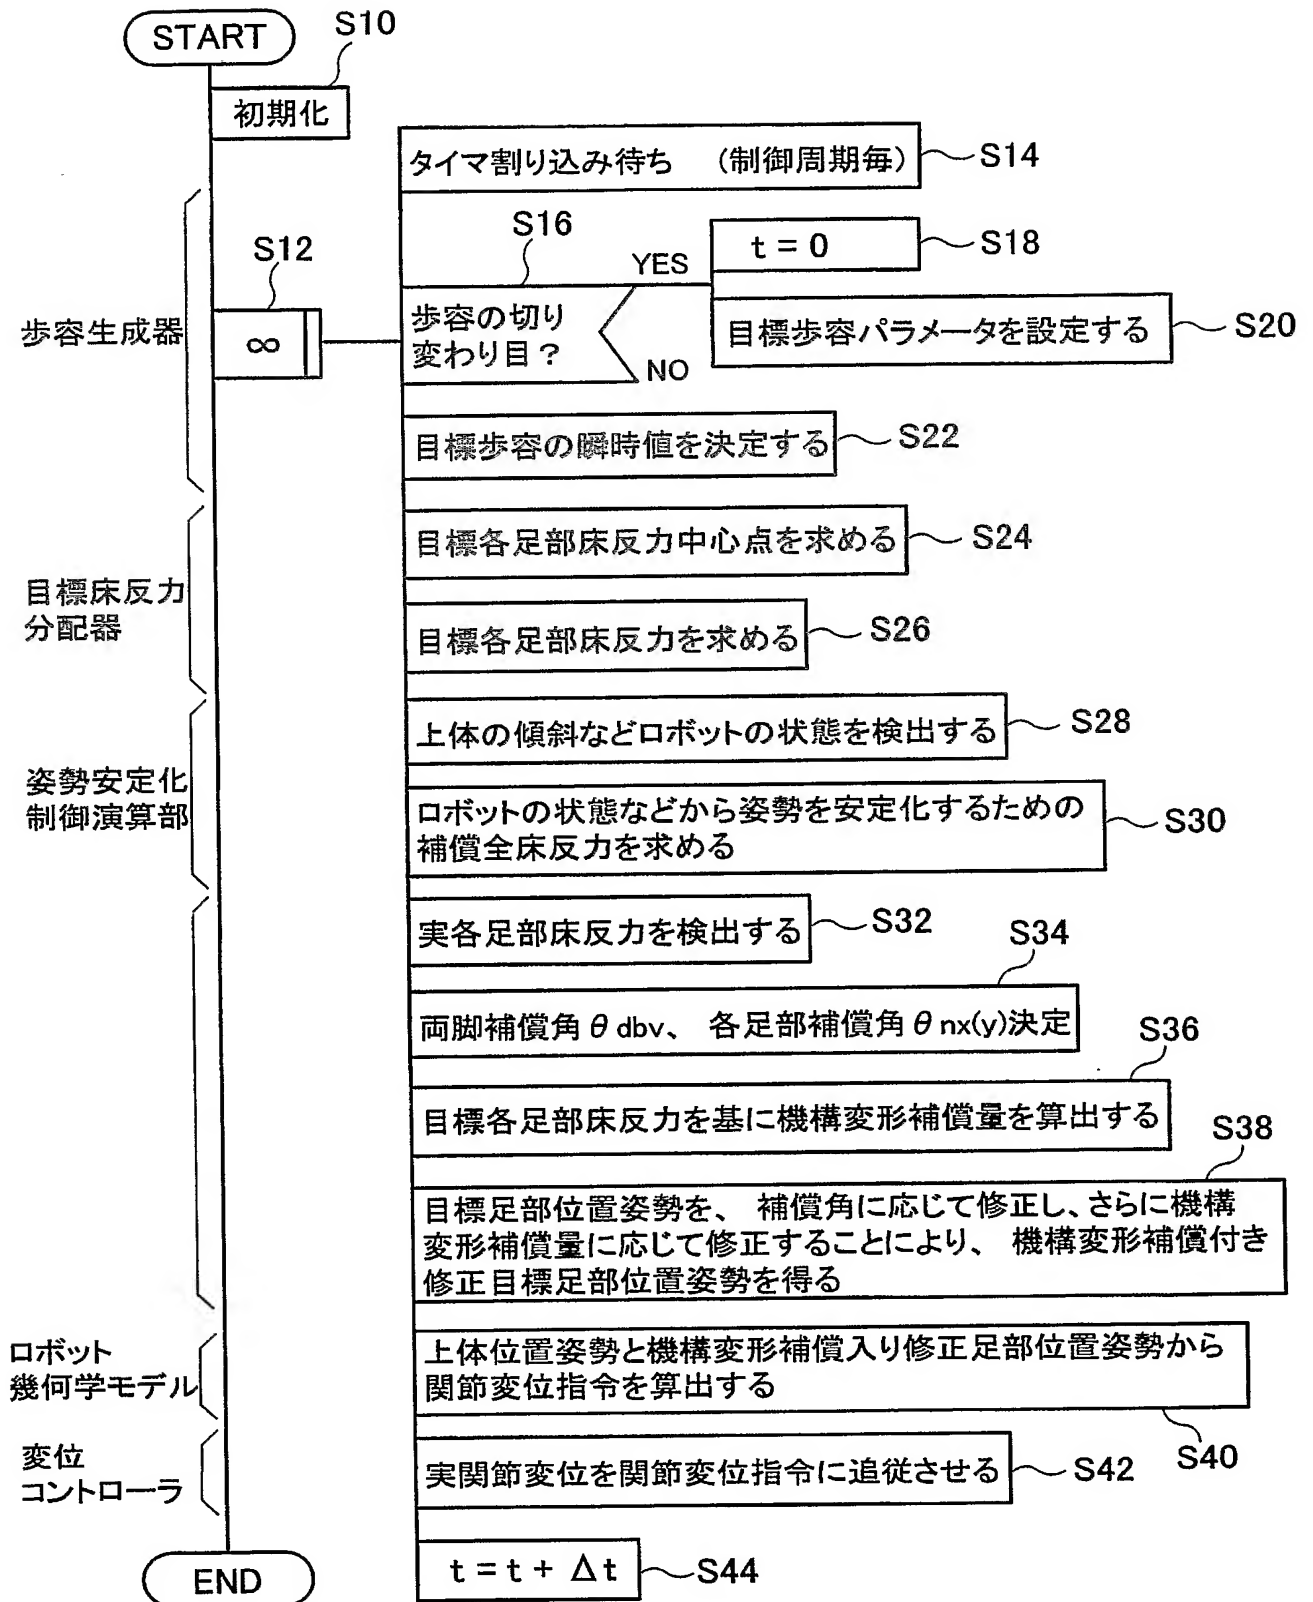 START
S10
初期化
タイマ割り込み待ち （制御周期毎）
S14
S16
S12
YES
t = 0
S18
歩容生成器
∞
歩容の切り
変わり目？
NO
目標歩容パラメータを設定する
S20
目標歩容の瞬時値を決定する
S22
目標各足部床反力中心点を求める
S24
目標床反力
分配器
目標各足部床反力を求める
S26
上体の傾斜などロボットの状態を検出する
S28
姿勢安定化
制御演算部
ロボットの状態などから姿勢を安定化するための
補償全床反力を求める
S30
実各足部床反力を検出する
S32
S34
両脚補償角θdbv、 各足部補償角θnx(y)決定
S36
目標各足部床反力を基に機構変形補償量を算出する
S38
目標足部位置姿勢を、 補償角に応じて修正し、さらに機構
変形補償量に応じて修正することにより、 機構変形補償付き
修正目標足部位置姿勢を得る
ロボット
幾何学モデル
上体位置姿勢と機構変形補償入り修正足部位置姿勢から
関節変位指令を算出する
S40
変位
コントローラ
実関節変位を関節変位指令に追従させる
S42
END
t = t + Δt
S44